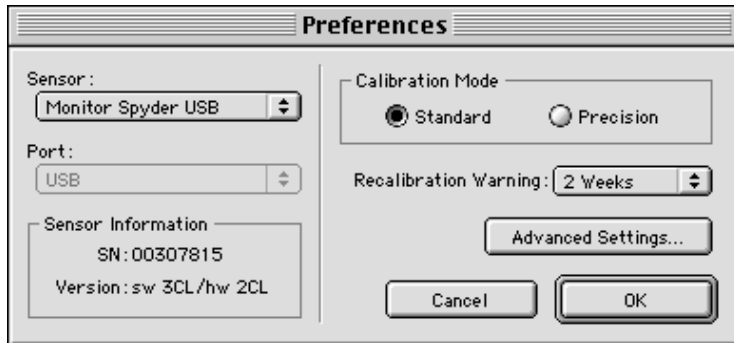 Preferences
Sensor:
Monitor Spyder USB
Port:
USB
Sensor Information
SN:00307815
Version:sw 3CL/hw 2CL
Calibration Mode
Standard
Precision
Recalibration Warning:
2 Weeks
Advanced Settings...
Cancel
OK